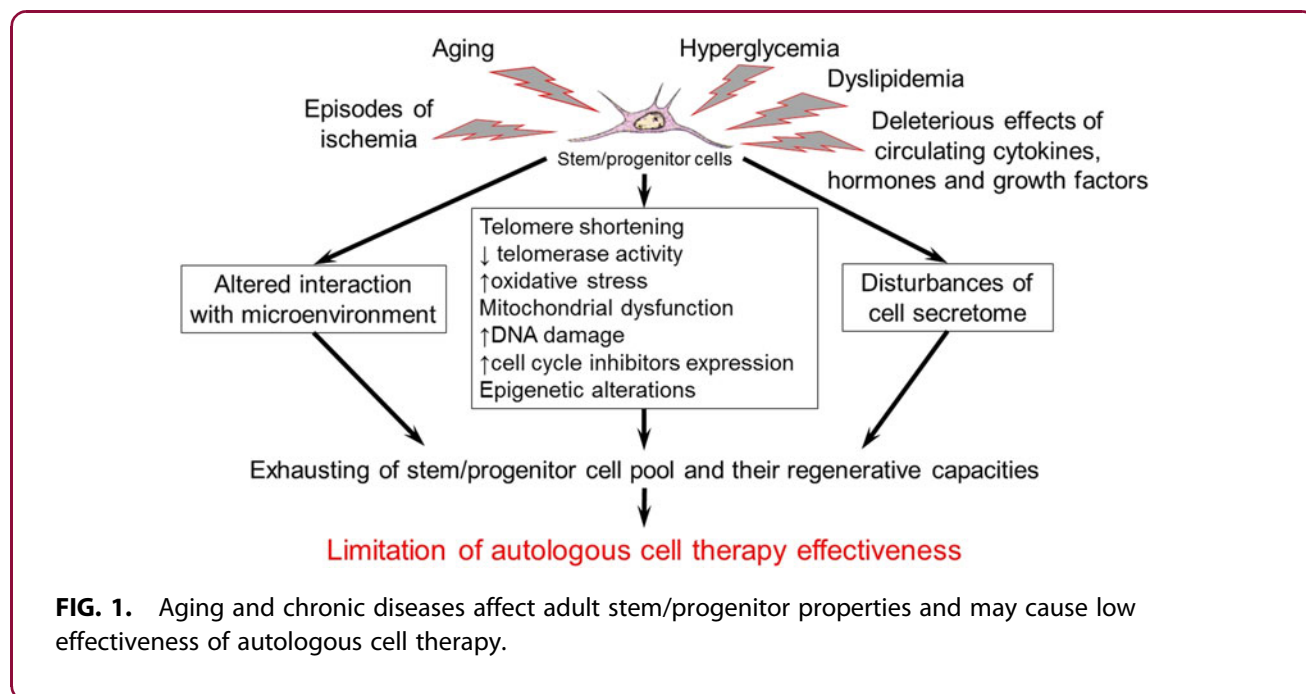 Aging
Hyperglycemia
Dyslipidemia
Episodes of
ischemia
Deleterious effects of
circulating cytokines,
hormones and growth factors
Stem/progenitor cells
Altered interaction
with microenvironment
Telomere shortening
↓ telomerase activity
↑oxidative stress
Mitochondrial dysfunction
↑DNA damage
↑cell cycle inhibitors expression
Epigenetic alterations
Disturbances of
cell secretome
Exhausting of stem/progenitor cell pool and their regenerative capacities
Limitation of autologous cell therapy effectiveness
FIG. 1. Aging and chronic diseases affect adult stem/progenitor properties and may cause low
effectiveness of autologous cell therapy.